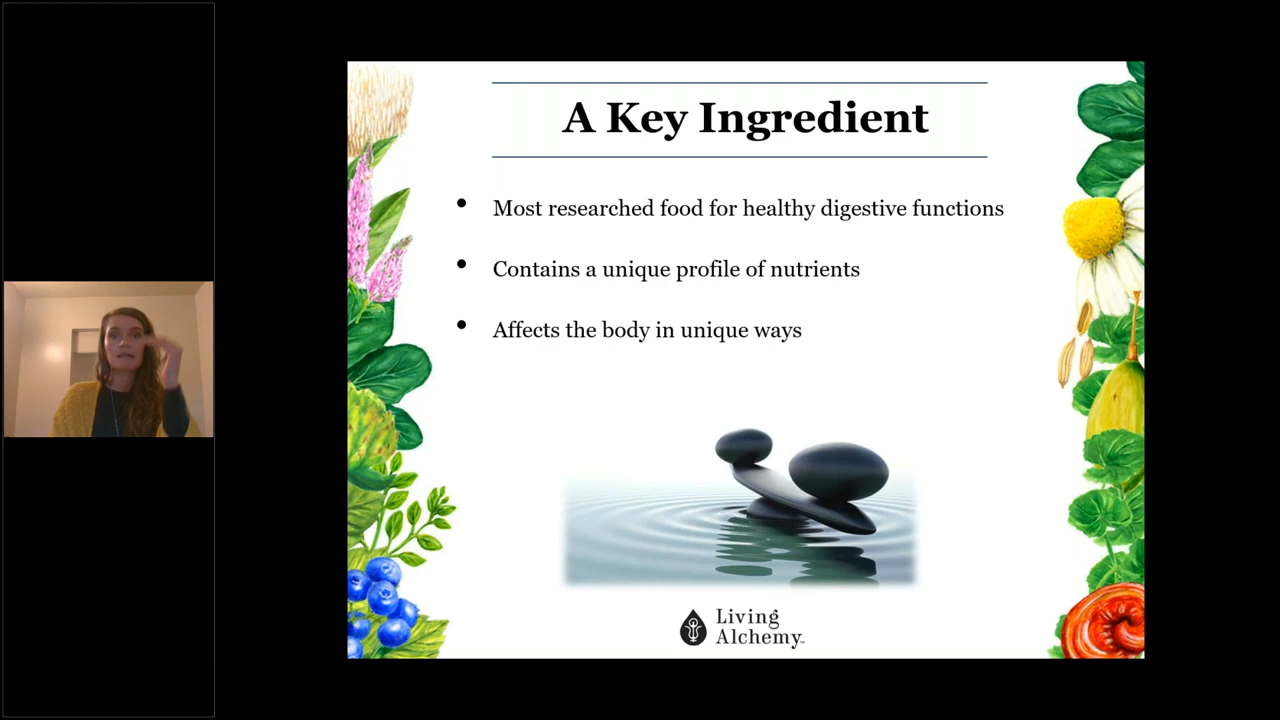 A Key Ingredient
• Most researched food for healthy digestive functions
• Contains a unique profile of nutrients
• Affects the body in unique ways
Living
Alchemy™